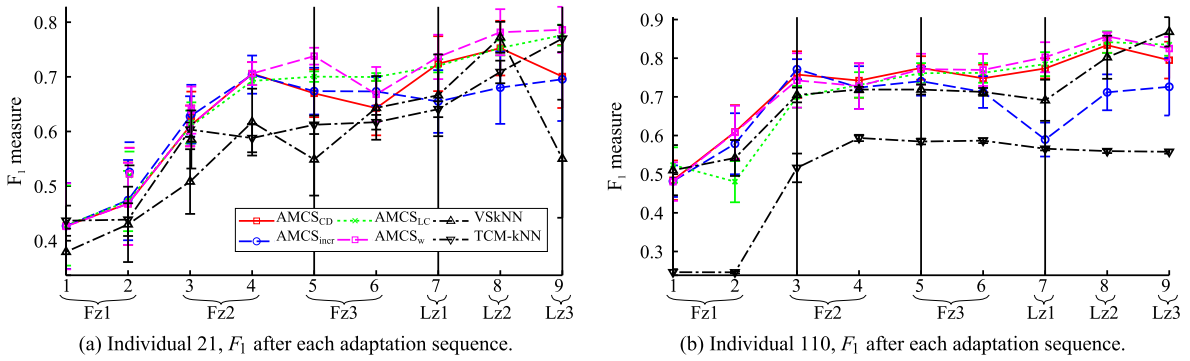 0.8
0.7
0.6
0.5
0.4
F1 measure
AMCSCD AMCSLC VSkNN
AMCSincr AMCSw TCM-kNN
1 2 3 4 5 6 7 8 9
Fz1 Fz2 Fz3 Lz1 Lz2 Lz3
(a) Individual 21, F1 after each adaptation sequence.
0.9
0.8
0.7
0.6
0.5
0.4
0.3
F1 measure
1 2 3 4 5 6 7 8 9
Fz1 Fz2 Fz3 Lz1 Lz2 Lz3
(b) Individual 110, F1 after each adaptation sequence.